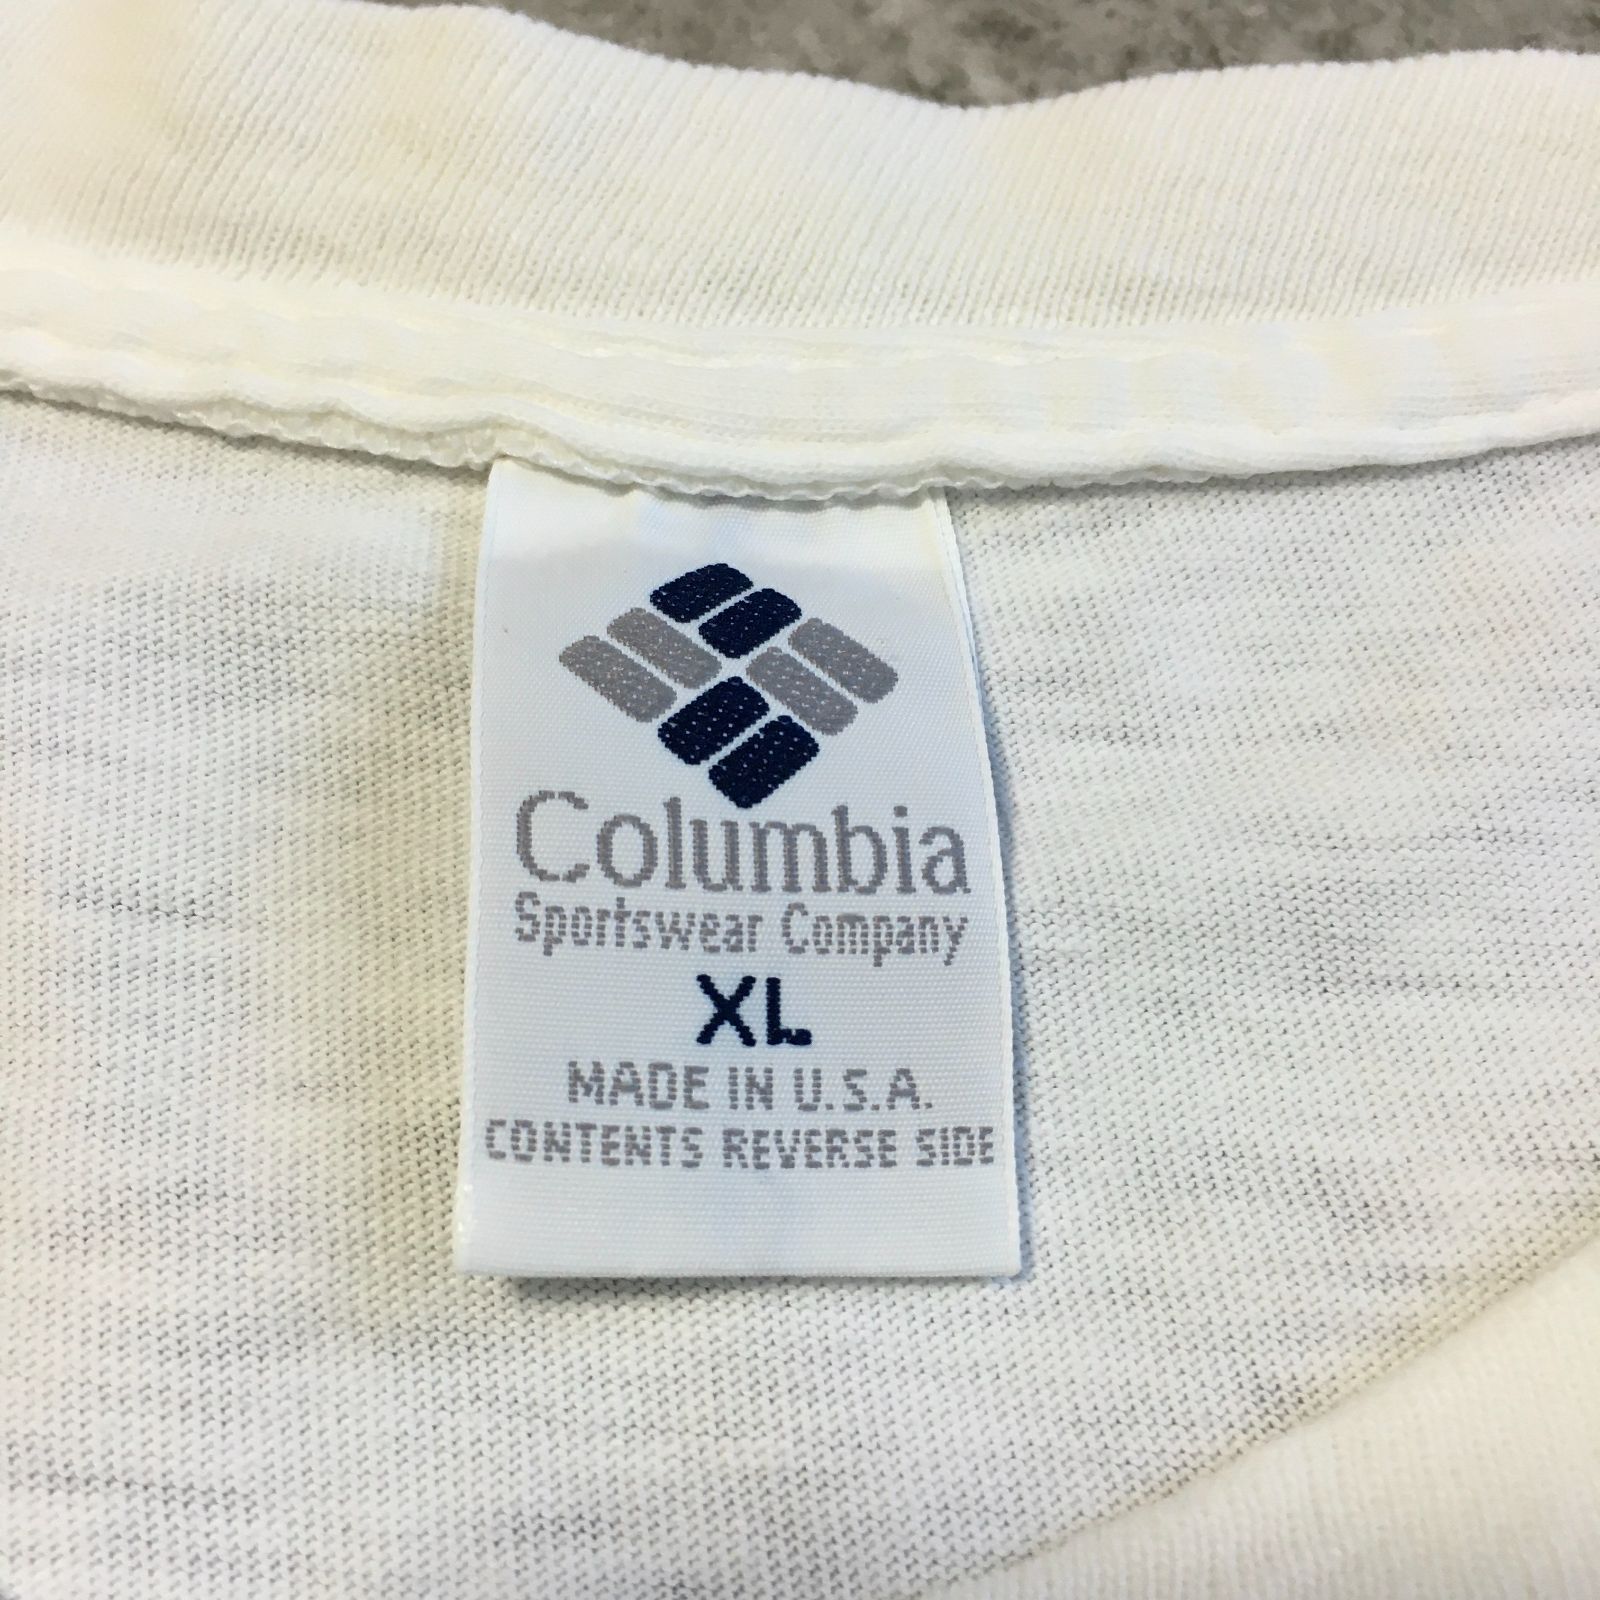 Columbia
Sportswear Company
XL
MADE IN U.S.A.
CONTENTS REVERSE SIDE